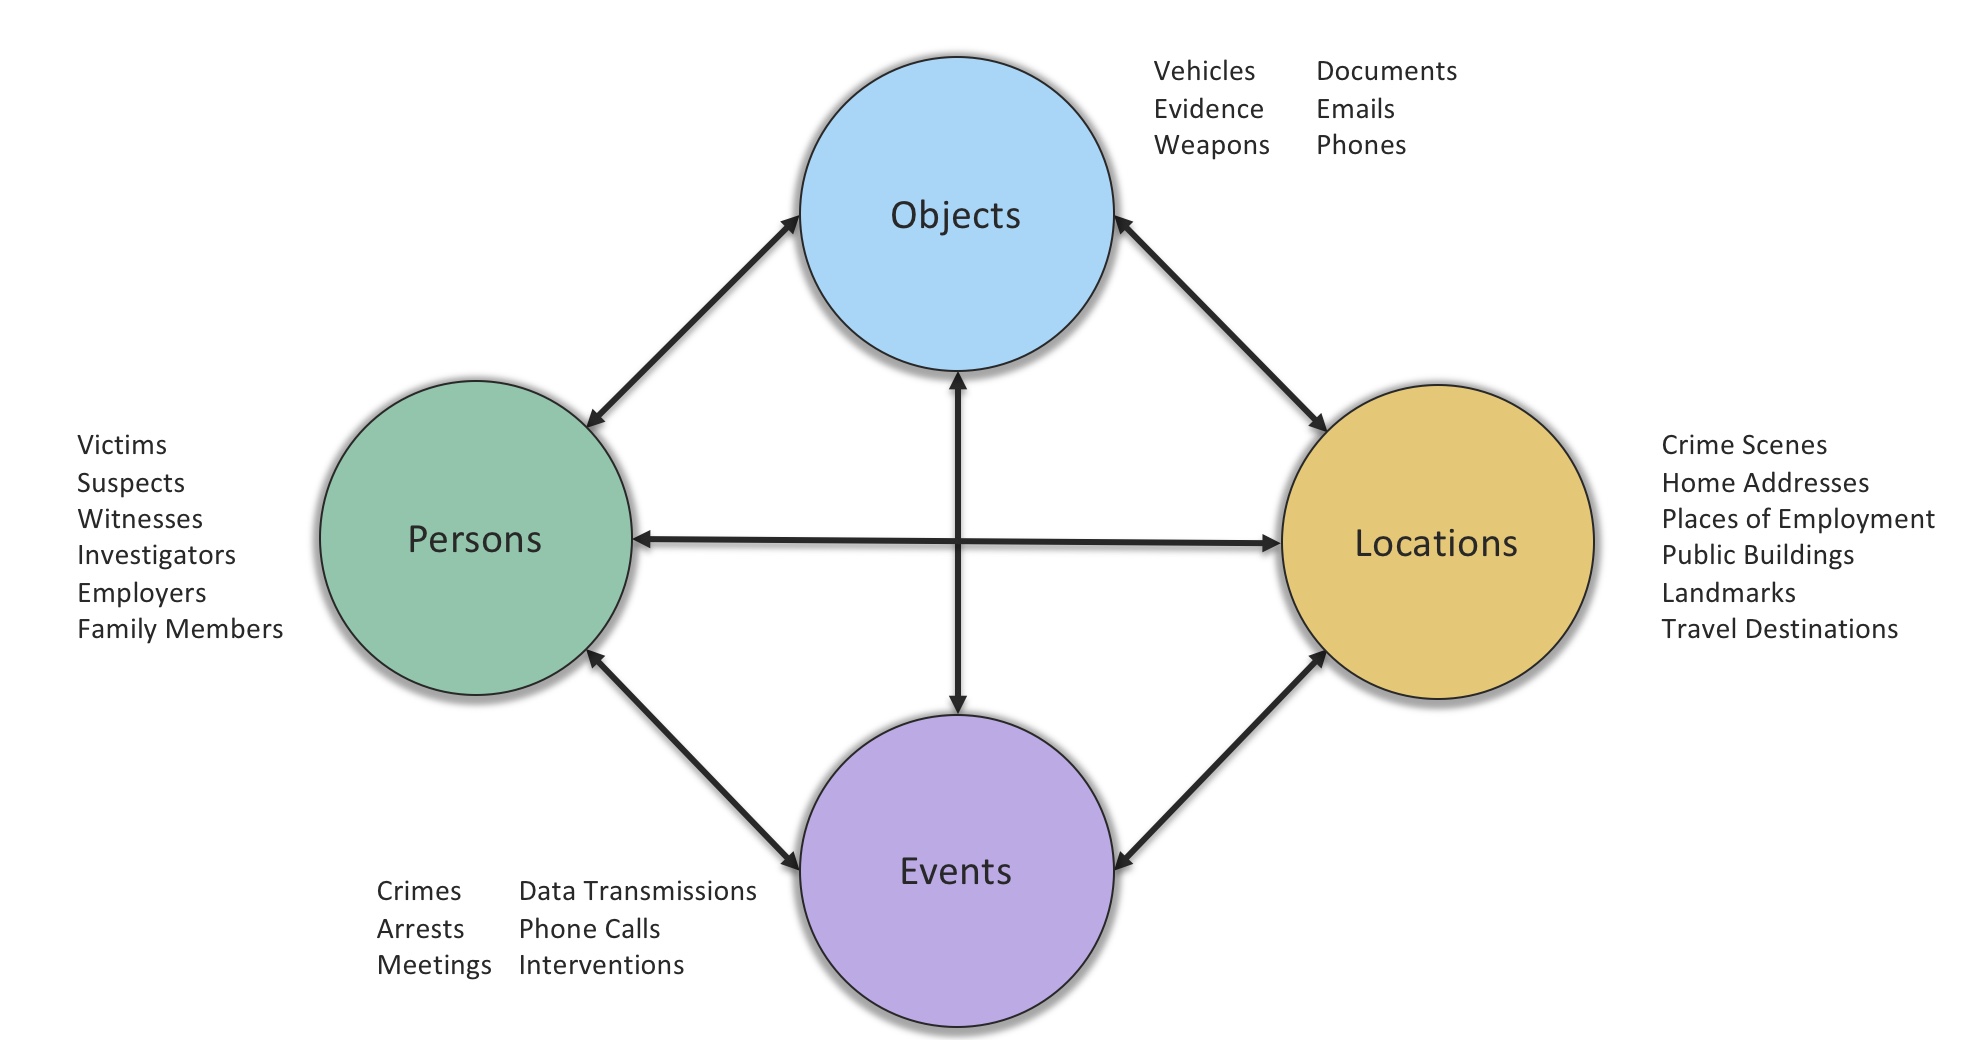 Vehicles Documents
Evidence Emails
Weapons Phones
Objects
Victims
Suspects
Witnesses
Investigators
Employers
Family Members
Persons
Locations
Crime Scenes
Home Addresses
Places of Employment
Public Buildings
Landmarks
Travel Destinations
Events
Crimes Data Transmissions
Arrests Phone Calls
Meetings Interventions